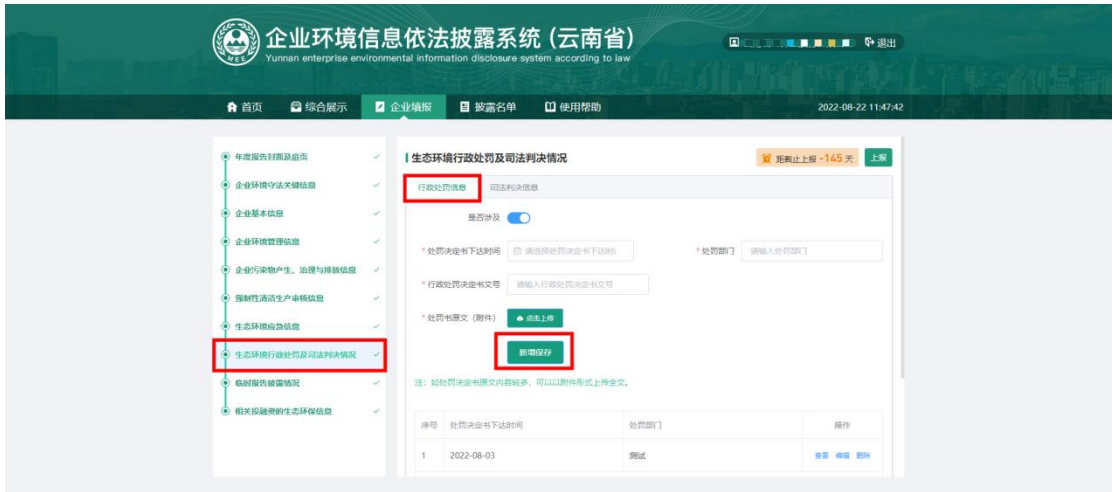 企业环境信息依法披露系统 (云南省)
Yunnan enterprise environmental information disclosure system according to law
MEE
退出
首页 综合展示 企业填报 披露名单 使用帮助 2022-08-22 11:47:42
年度报告封面及扉页
企业环境守法关键信息
企业基本信息
企业环境管理信息
企业污染物产生、治理与排放信息
强制性清洁生产审核信息
生态环境应急信息
生态环境行政处罚及司法判决情况
临时报告披露情况
相关投融资的生态环保信息
生态环境行政处罚及司法判决情况 距截止上报 -145 天 上报
行政处罚信息 司法判决信息
是否涉及
* 处罚决定书下达时间 请选择处罚决定书下达时 * 处罚部门 请输入处罚部门
* 行政处罚决定书文号 请输入行政处罚决定书文号
* 处罚书原文 (附件) 点击上传
新增保存
注：如处罚决定书原文内容较多，可以以附件形式上传全文。
序号 处罚决定书下达时间 处罚部门 操作
1 2022-08-03 测试 查看 编辑 删除